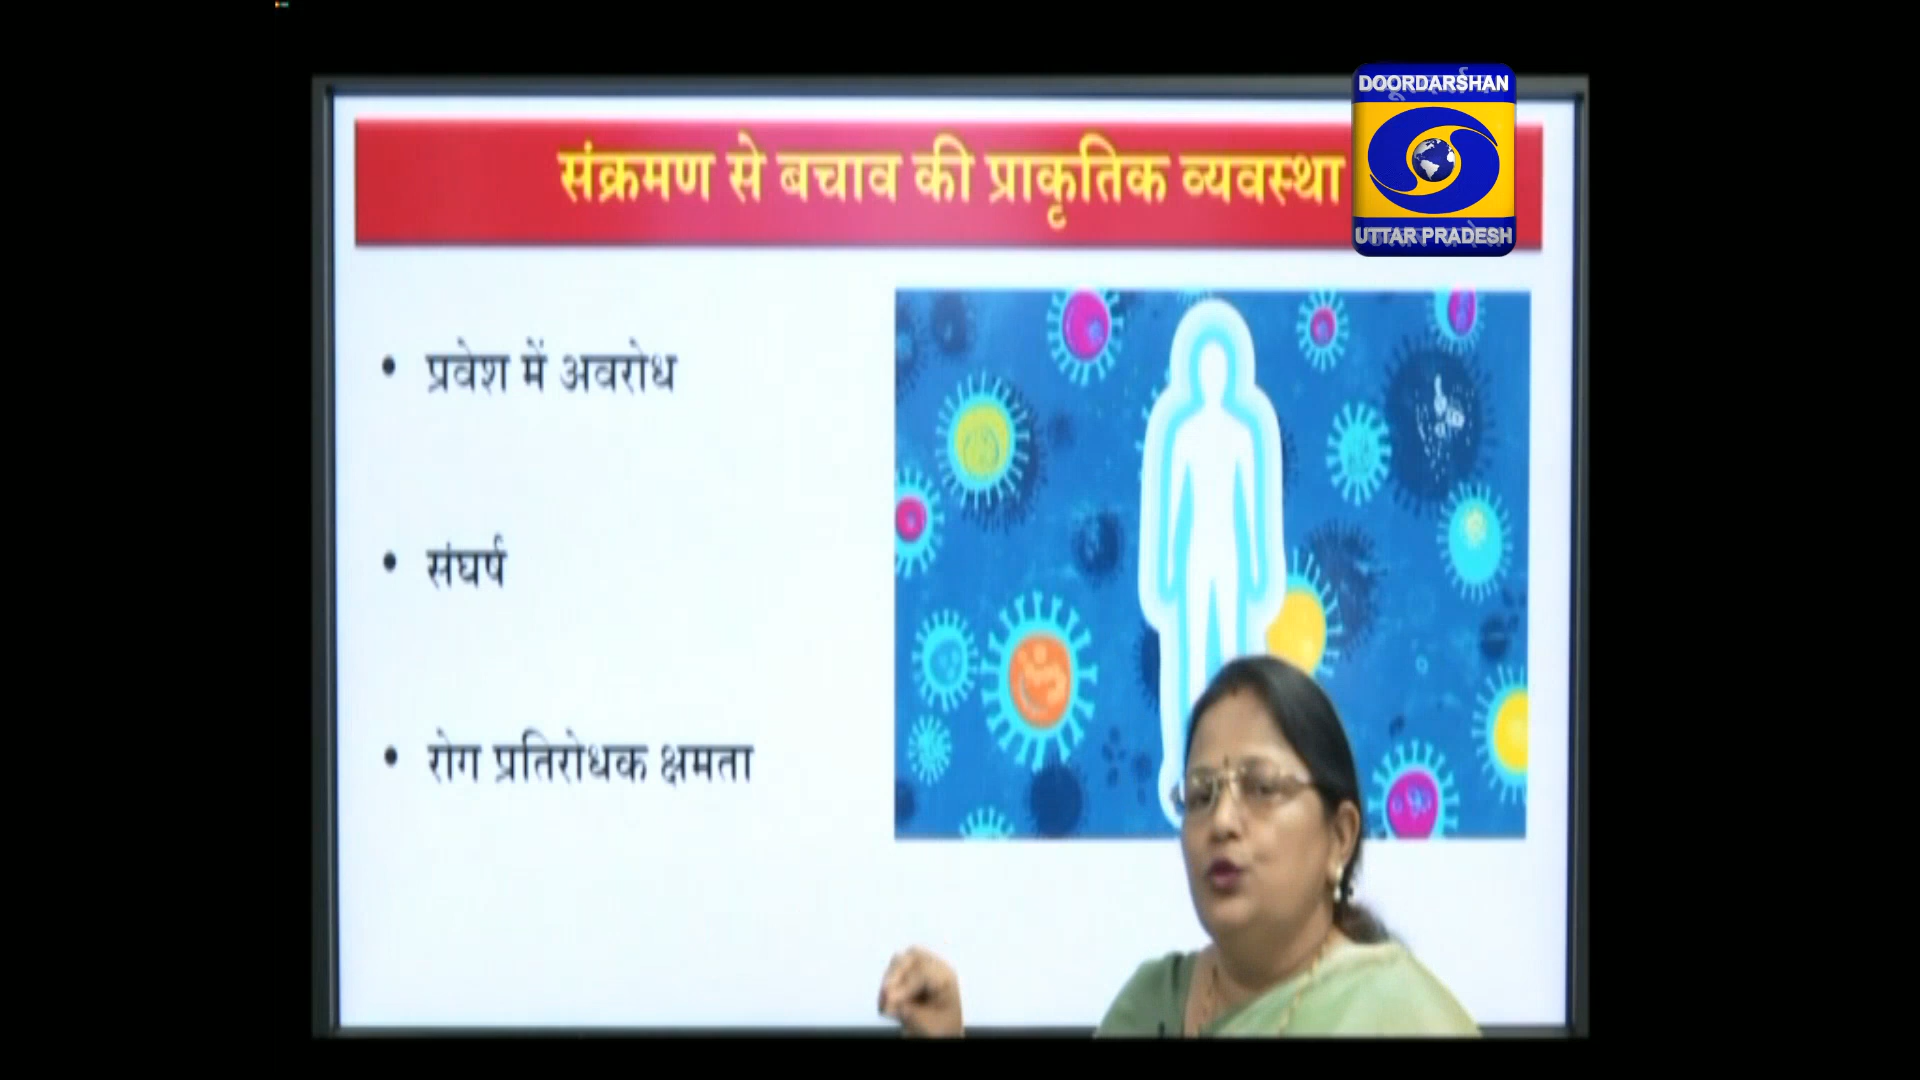 DOORDARSHAN
UTTAR PRADESH
संक्रमण से बचाव की प्राकृतिक व्यवस्था
• प्रवेश में अवरोध
• संघर्ष
• रोग प्रतिरोधक क्षमता